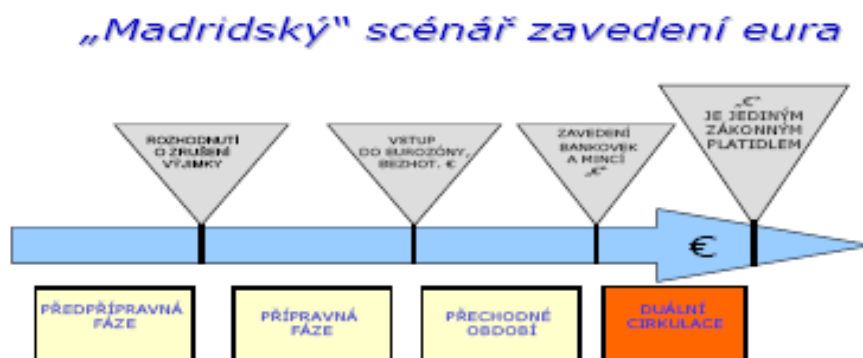 „Madridský“ scénář zavedení eura
ROZHODNUTÍ
O ZRUŠENÍ
VÝJIMKY
VSTUP
DO EUROZÓNY,
BEZHOT. €
ZAVEDENÍ
BANKOVEK
A MINCÍ
„€“
„€“
JE JEDINÝM
ZÁKONNÝM
PLATIDLEM
€
PŘEDPŘÍPRAVNÁ
FÁZE
PŘÍPRAVNÁ
FÁZE
PŘECHODNÉ
OBDOBÍ
DUÁLNÍ
CIRKULACE